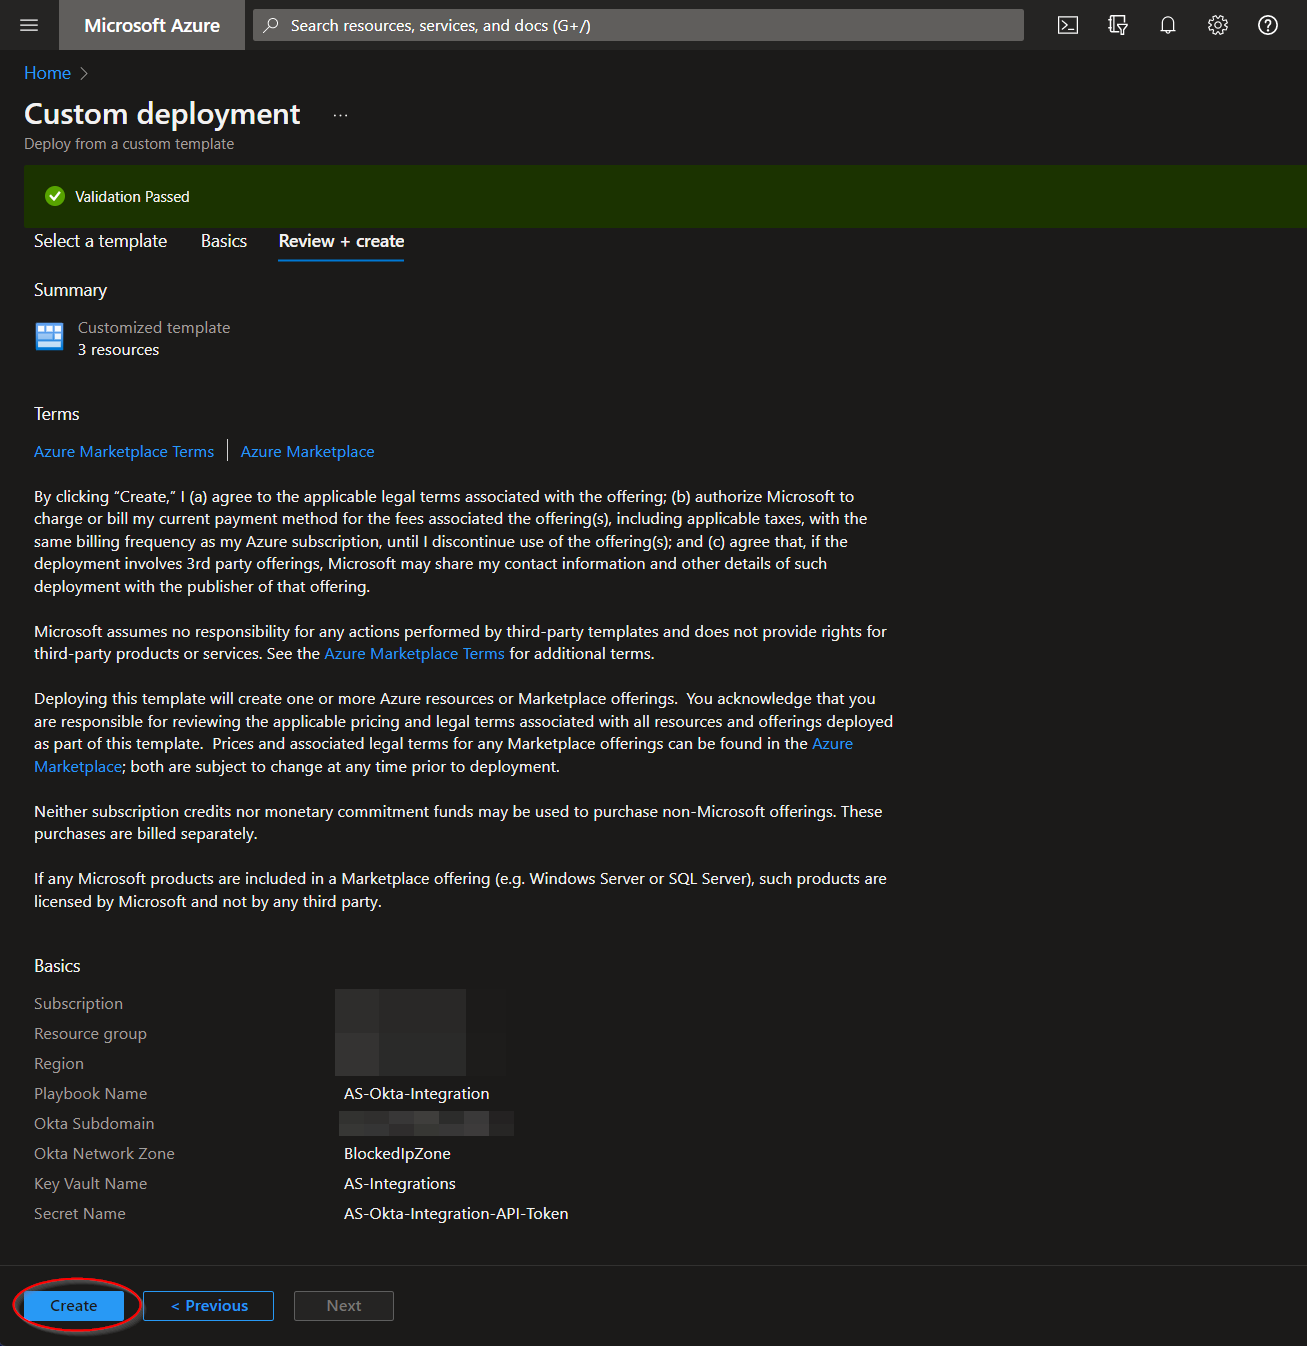 Microsoft Azure
Search resources, services, and docs (G+/)
Home
Custom deployment
...
Deploy from a custom template
Validation Passed
Select a template
Basics
Review + create
Summary
Customized template
3 resources
Terms
Azure Marketplace Terms
Azure Marketplace
By clicking “Create,” I (a) agree to the applicable legal terms associated with the offering; (b) authorize Microsoft to
charge or bill my current payment method for the fees associated the offering(s), including applicable taxes, with the
same billing frequency as my Azure subscription, until I discontinue use of the offering(s); and (c) agree that, if the
deployment involves 3rd party offerings, Microsoft may share my contact information and other details of such
deployment with the publisher of that offering.
Microsoft assumes no responsibility for any actions performed by third-party templates and does not provide rights for
third-party products or services. See the Azure Marketplace Terms for additional terms.
Deploying this template will create one or more Azure resources or Marketplace offerings.  You acknowledge that you
are responsible for reviewing the applicable pricing and legal terms associated with all resources and offerings deployed
as part of this template.  Prices and associated legal terms for any Marketplace offerings can be found in the Azure
Marketplace; both are subject to change at any time prior to deployment.
Neither subscription credits nor monetary commitment funds may be used to purchase non-Microsoft offerings. These
purchases are billed separately.
If any Microsoft products are included in a Marketplace offering (e.g. Windows Server or SQL Server), such products are
licensed by Microsoft and not by any third party.
Basics
Subscription
Resource group
Region
Playbook Name AS-Okta-Integration
Okta Subdomain
Okta Network Zone BlockedIpZone
Key Vault Name AS-Integrations
Secret Name AS-Okta-Integration-API-Token
Create
< Previous
Next